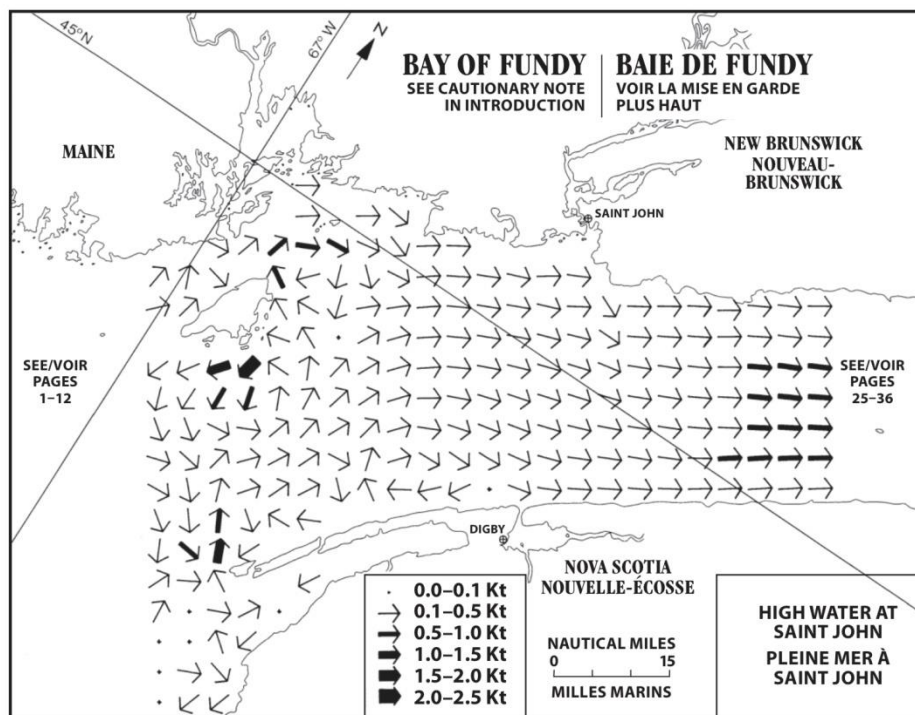 45°N
67°W
N
BAY OF FUNDY
SEE CAUTIONARY NOTE
IN INTRODUCTION
BAIE DE FUNDY
VOIR LA MISE EN GARDE
PLUS HAUT
MAINE
NEW BRUNSWICK
NOUVEAU-
BRUNSWICK
SAINT JOHN
SEE/VOIR
PAGES
1–12
SEE/VOIR
PAGES
25–36
DIGBY
NOVA SCOTIA
NOUVELLE-ÉCOSSE
0.0–0.1 Kt
0.1–0.5 Kt
0.5–1.0 Kt
1.0–1.5 Kt
1.5–2.0 Kt
2.0–2.5 Kt
NAUTICAL MILES
0 15
MILLES MARINS
HIGH WATER AT
SAINT JOHN
PLEINE MER À
SAINT JOHN